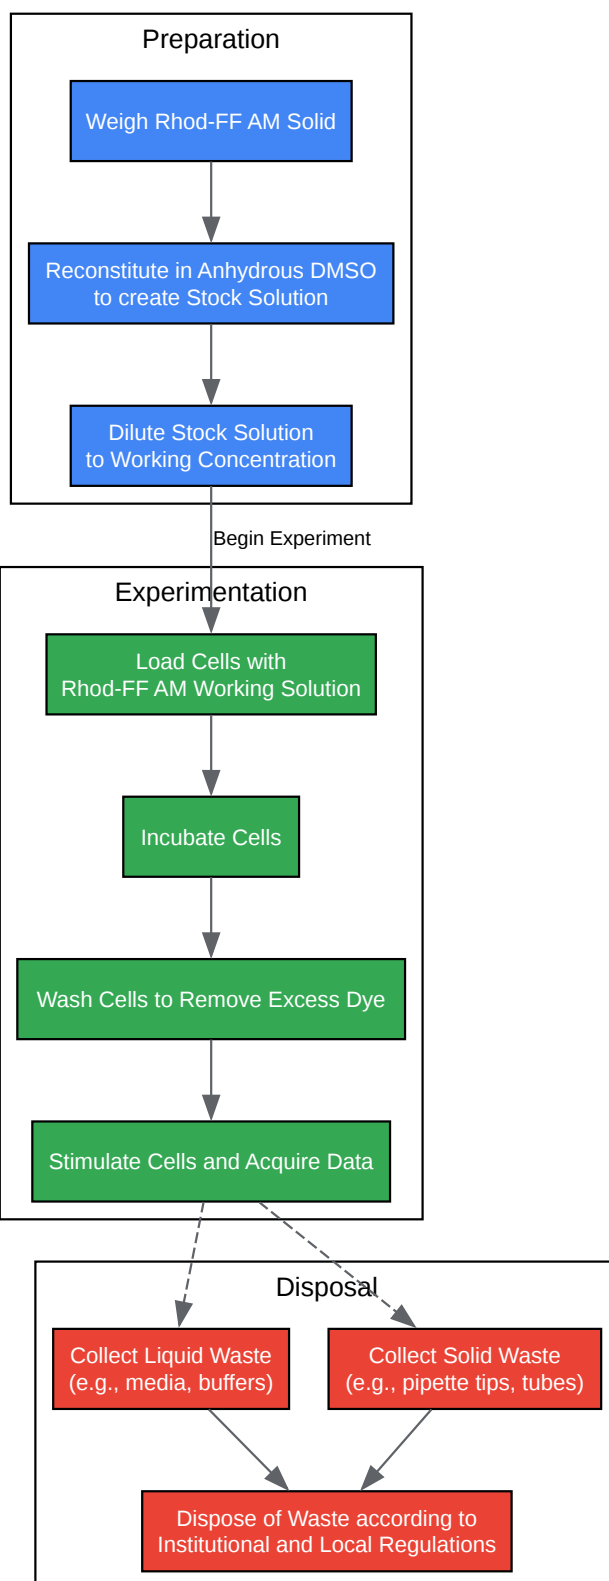 Preparation
Weigh Rhod-FF AM Solid
Reconstitute in Anhydrous DMSO
to create Stock Solution
Dilute Stock Solution
to Working Concentration
Begin Experiment
Experimentation
Load Cells with
Rhod-FF AM Working Solution
Incubate Cells
Wash Cells to Remove Excess Dye
Stimulate Cells and Acquire Data
Disposal
Collect Liquid Waste
(e.g., media, buffers)
Collect Solid Waste
(e.g., pipette tips, tubes)
Dispose of Waste according to
Institutional and Local Regulations